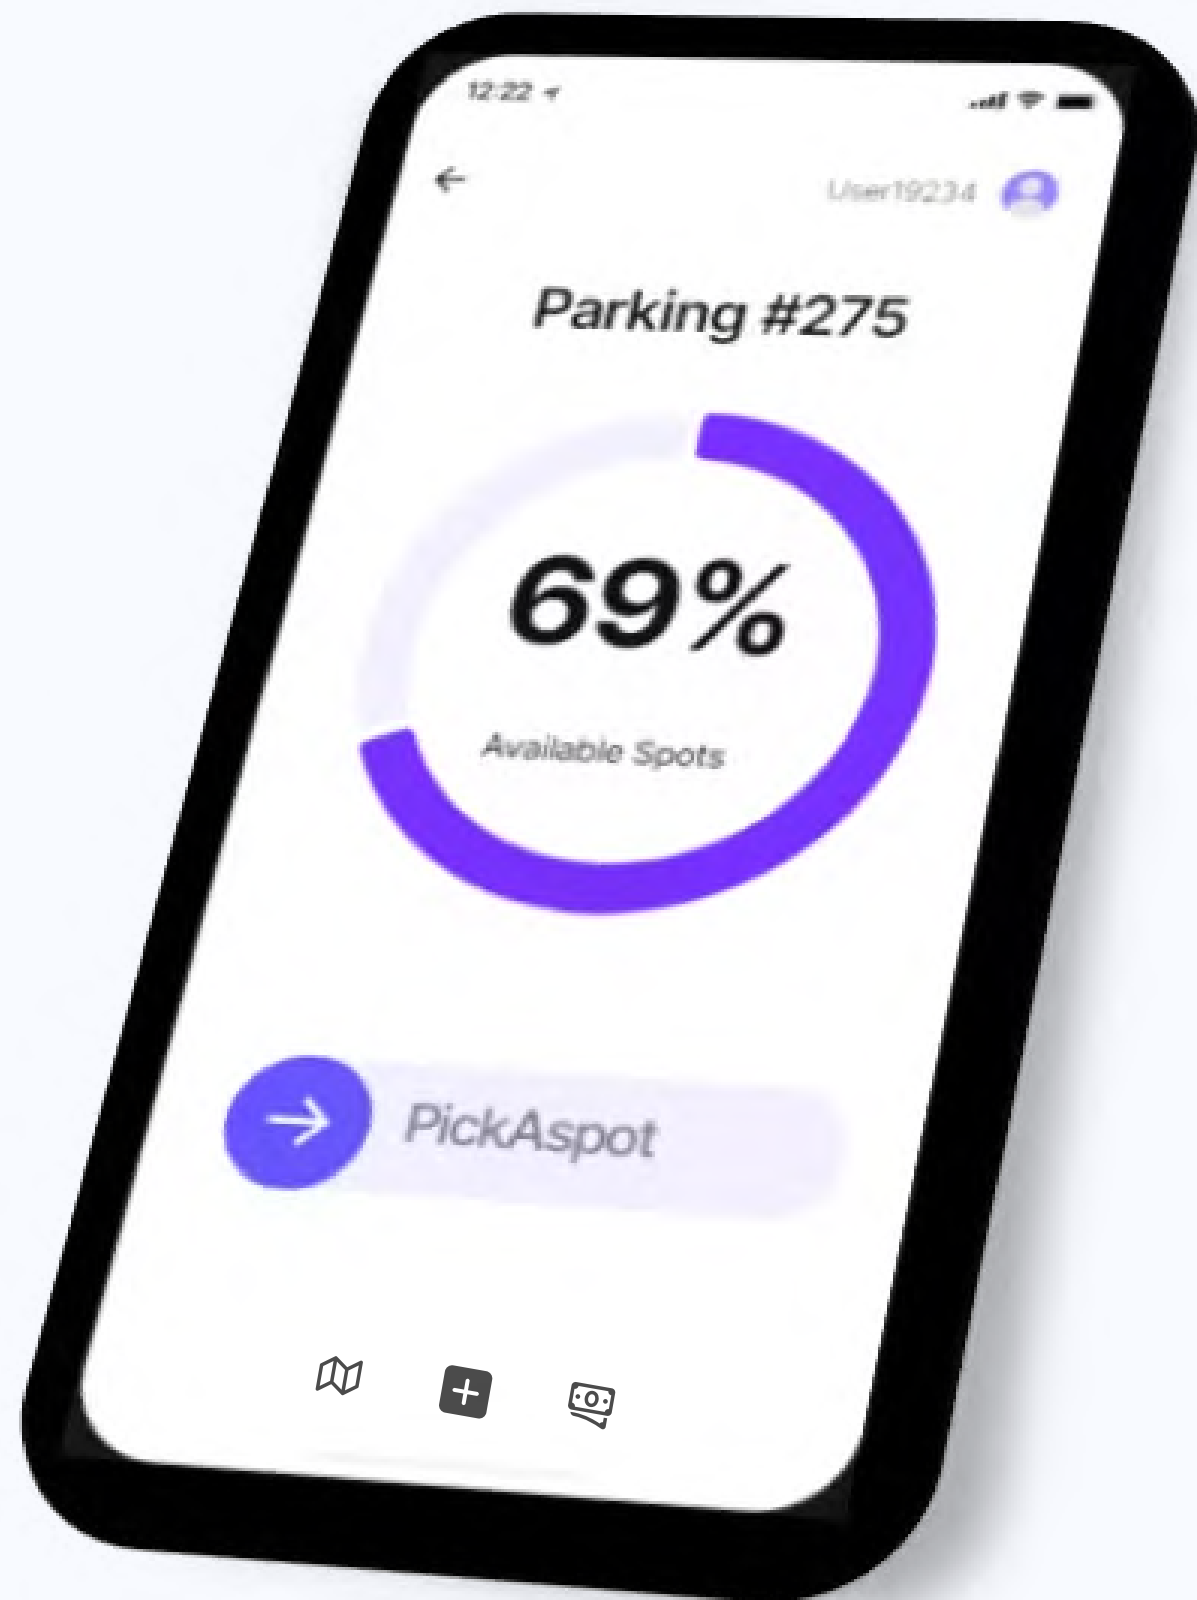 12:22
User19234
Parking #275
69%
Available Spots
PickAspot